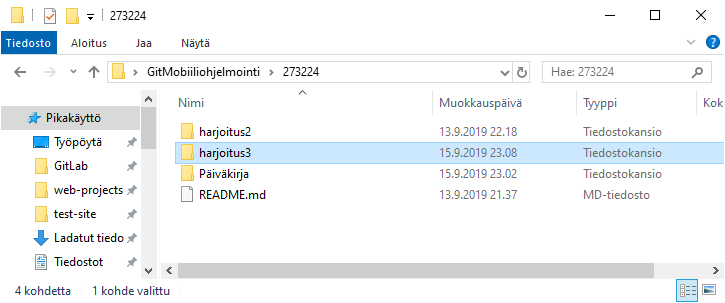 273224
Tiedosto Aloitus Jaa Näytä
GitMobiiliohjelmointi 273224 Hae: 273224
Nimi Muokkauspäivä Tyyppi Kok
Pikakäyttö
Työpöytä
GitLab
web-projects
test-site
Ladatut tiedo
Tiedostot
harjoitus2 13.9.2019 22.18 Tiedostokansio
harjoitus3 15.9.2019 23.08 Tiedostokansio
Päiväkirja 15.9.2019 23.02 Tiedostokansio
README.md 13.9.2019 21.37 MD-tiedosto
4 kohdetta 1 kohde valittu